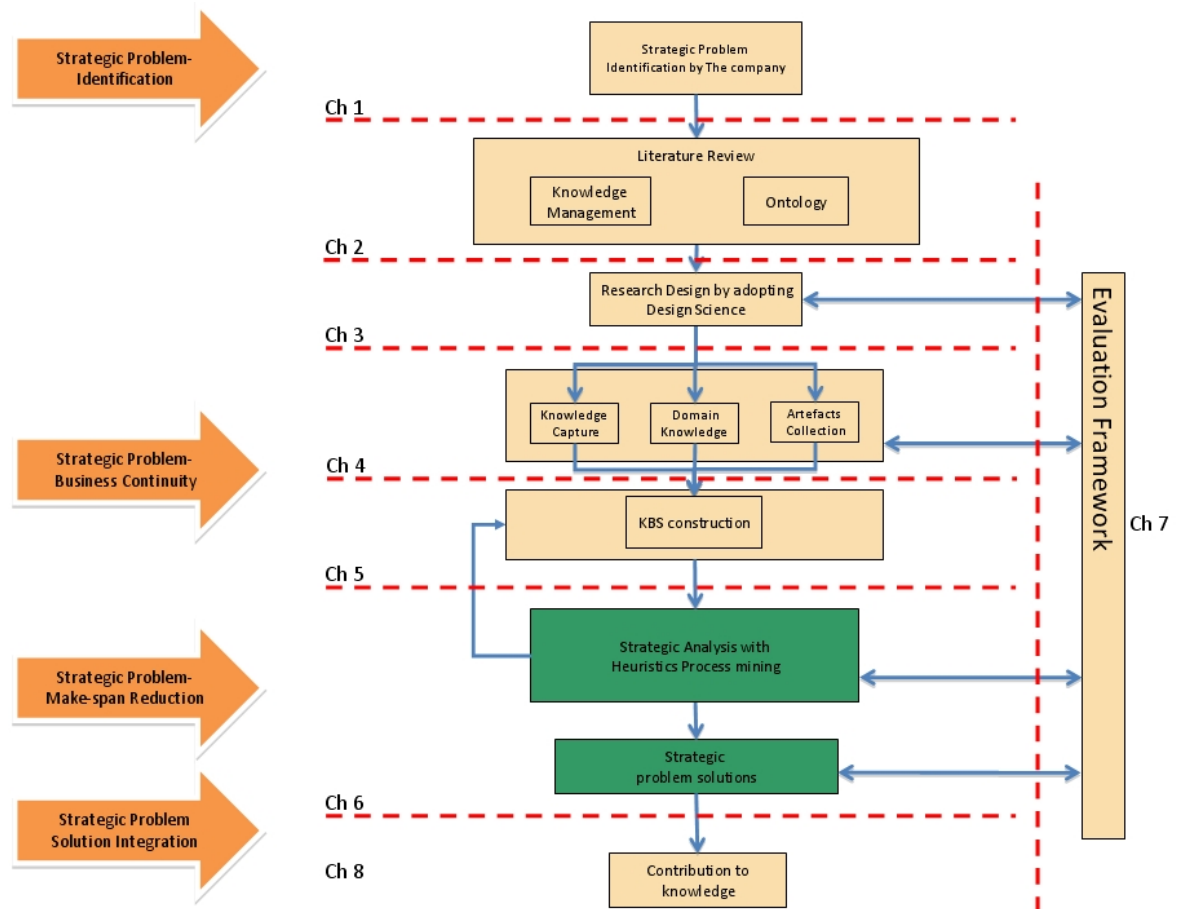 Strategic Problem-
Identification
Strategic Problem
Identification by The company
Ch 1
Literature Review
Knowledge
Management
Ontology
Ch 2
Research Design by adopting
Design Science
Ch 3
Knowledge
Capture
Domain
Knowledge
Artefacts
Collection
Strategic Problem-
Business Continuity
Ch 4
KBS construction
Ch 5
Strategic Analysis with
Heuristics Process mining
Strategic Problem-
Make-span Reduction
Strategic
problem solutions
Ch 6
Strategic Problem
Solution Integration
Ch 8
Contribution to
knowledge
Evaluation Framework
Ch 7